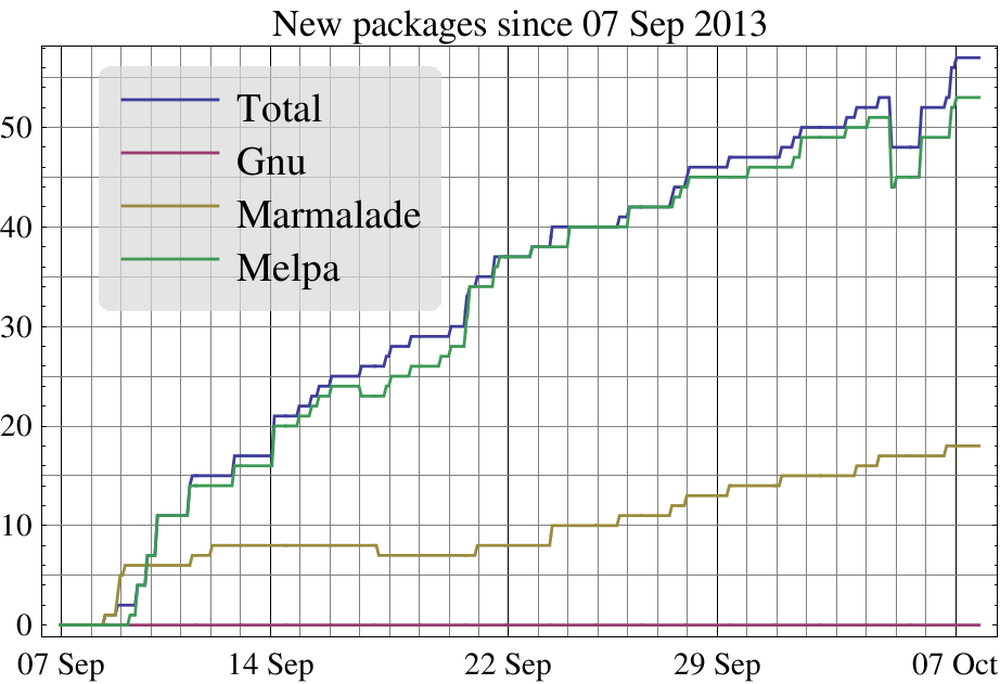 New packages since 07 Sep 2013
Total
Gnu
Marmalade
Melpa
50
40
30
20
10
0
07 Sep 14 Sep 22 Sep 29 Sep 07 Oct